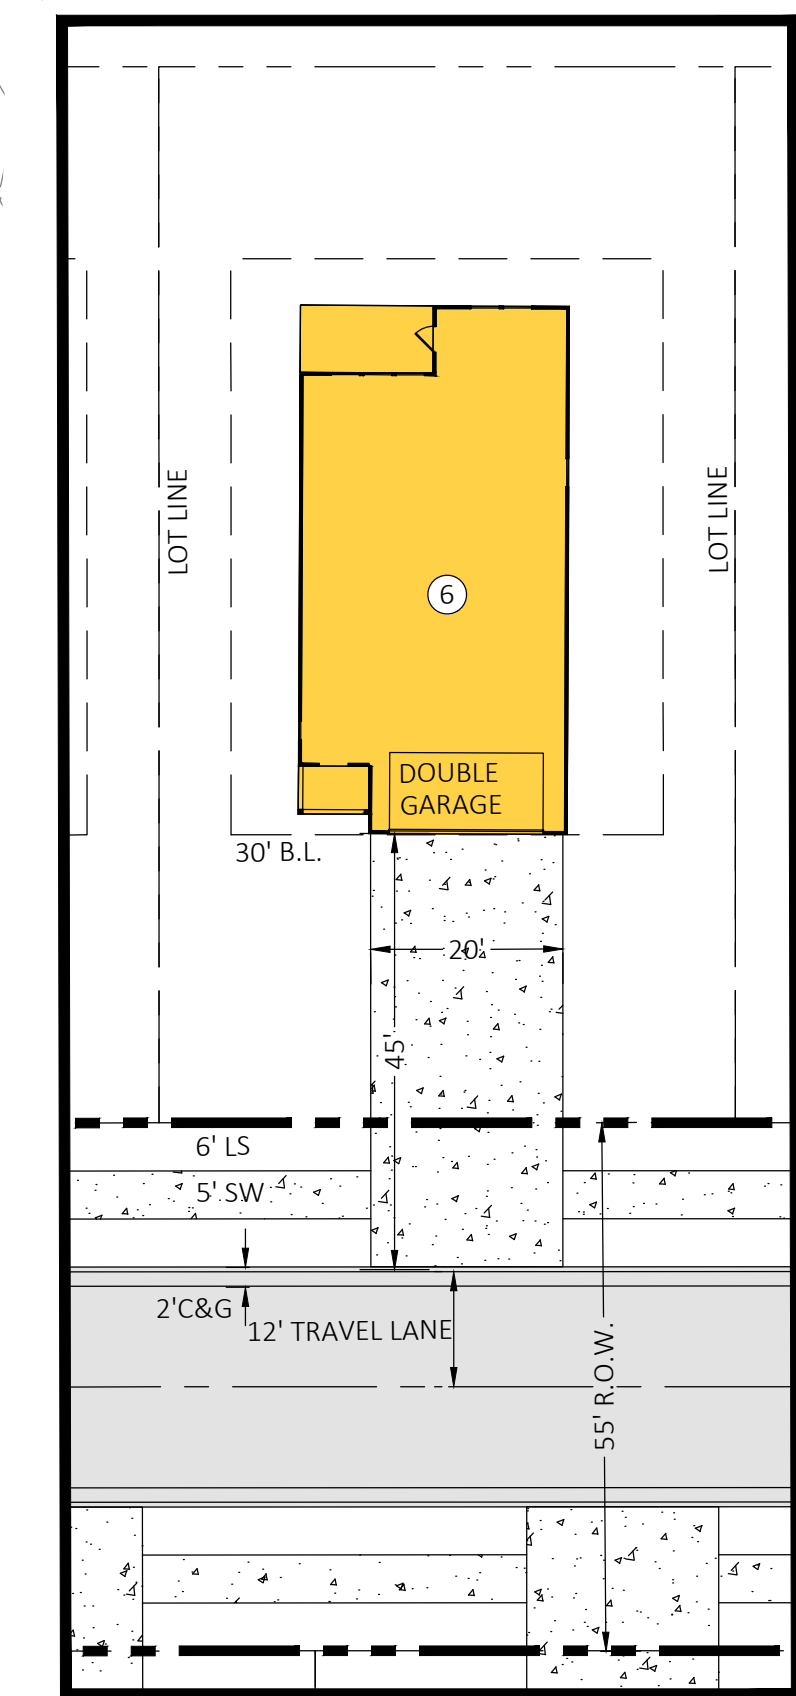 LOT LINE
LOT LINE
6
DOUBLE
GARAGE
30' B.L.
20'
45'
6' LS
5' SW
2'C&G
12' TRAVEL LANE
55' R.O.W.